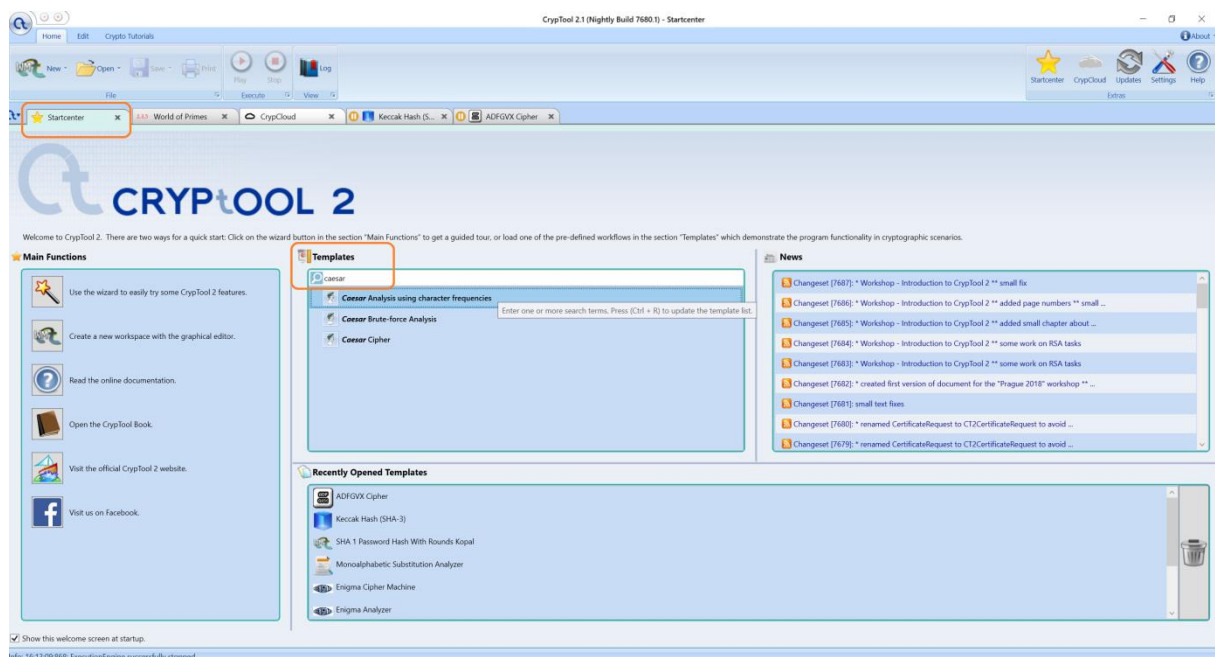 CrypTool 2.1 (Nightly Build 7680.1) - Startcenter
Home Edit Crypto Tutorials
About
New Open Save Print
Play Stop
Log
Startcenter CrypCloud Updates Settings Help
File Execute View Extras
Startcenter World of Primes CrypCloud Keccak Hash (S... ADFGVX Cipher
CRYPtOOL 2
Welcome to CrypTool 2. There are two ways for a quick start: Click on the wizard button in the section "Main Functions" to get a guided tour, or load one of the pre-defined workflows in the section "Templates" which demonstrate the program functionality in cryptographic scenarios.
Main Functions
Use the wizard to easily try some CrypTool 2 features.
Create a new workspace with the graphical editor.
Read the online documentation.
Open the CrypTool Book.
Visit the official CrypTool 2 website.
Visit us on Facebook.
Templates
caesar
Caesar Analysis using character frequencies
Enter one or more search terms. Press (Ctrl + R) to update the template list.
Caesar Brute-force Analysis
Caesar Cipher
News
Changeset [7687]: * Workshop - Introduction to CrypTool 2 ** small fix
Changeset [7686]: * Workshop - Introduction to CrypTool 2 ** added page numbers ** small ...
Changeset [7685]: * Workshop - Introduction to CrypTool 2 ** added small chapter about ...
Changeset [7684]: * Workshop - Introduction to CrypTool 2 ** some work on RSA tasks
Changeset [7683]: * Workshop - Introduction to CrypTool 2 ** some work on RSA tasks
Changeset [7682]: * created first version of document for the "Prague 2018" workshop ** ...
Changeset [7681]: small text fixes
Changeset [7680]: * renamed CertificateRequest to CT2CertificateRequest to avoid ...
Changeset [7679]: * renamed CertificateRequest to CT2CertificateRequest to avoid ...
Recently Opened Templates
ADFGVX Cipher
Keccak Hash (SHA-3)
SHA 1 Password Hash With Rounds Kopal
Monoalphabetic Substitution Analyzer
Enigma Cipher Machine
Enigma Analyzer
Show this welcome screen at startup.